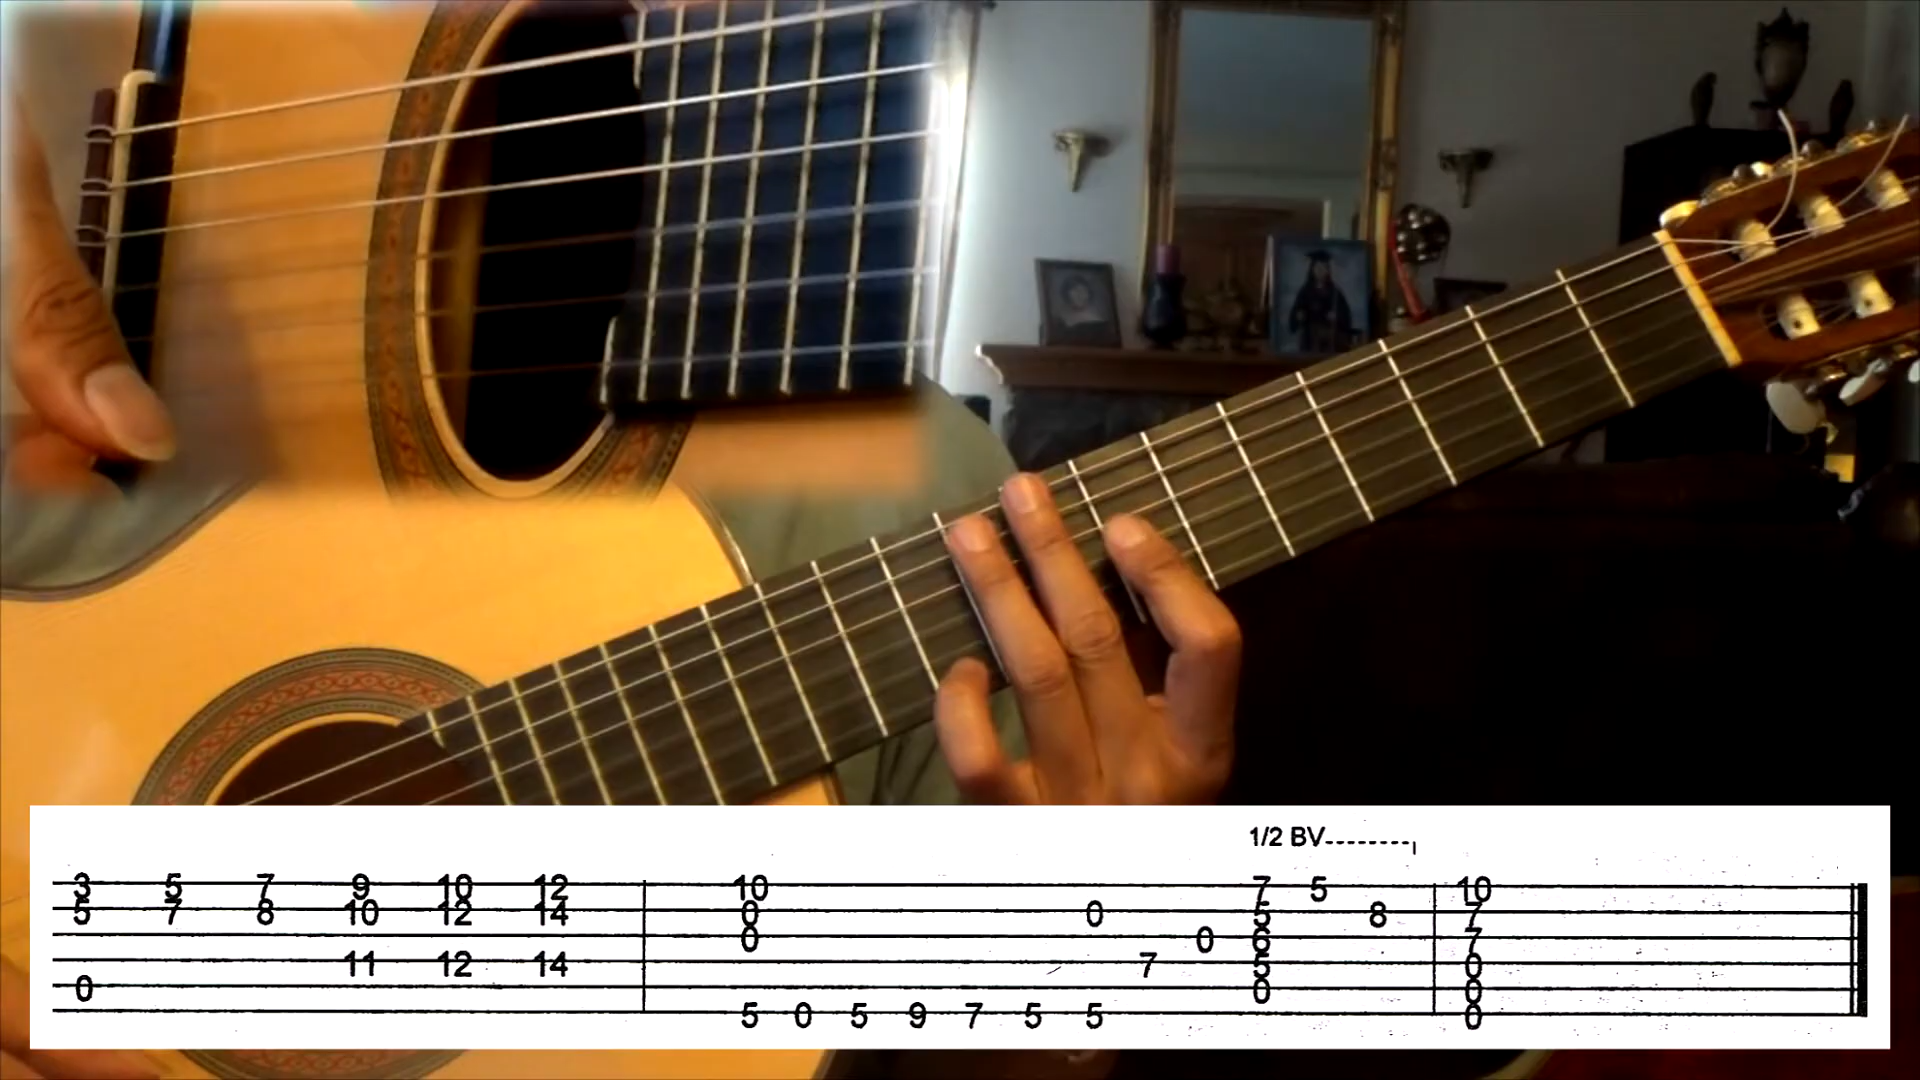 1/2 BV
3 5 7 9 10 12 10 7 5 10
5 7 8 10 12 14 0 0 5 8 7
0 0 6 7
11 12 14 7 5 0
0 0 0
5 0 5 9 7 5 5 0